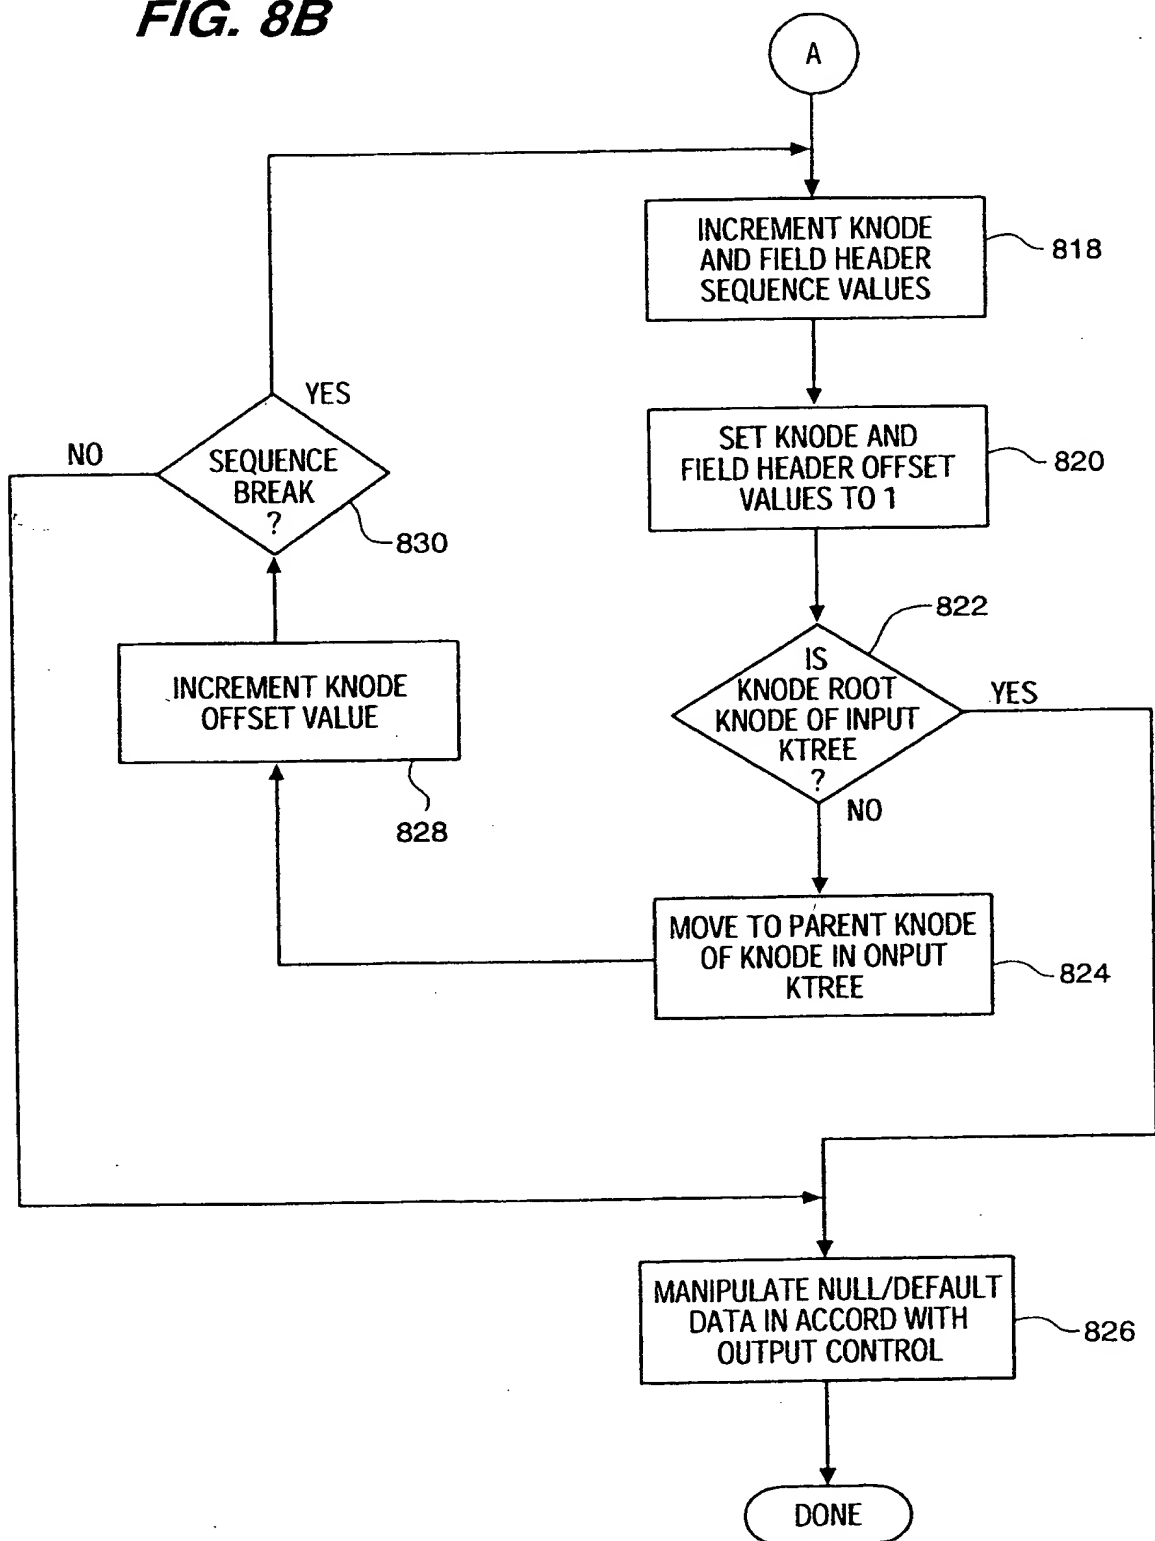 FIG. 8B
A
INCREMENT KNODE
AND FIELD HEADER
SEQUENCE VALUES
818
SET KNODE AND
FIELD HEADER OFFSET
VALUES TO 1
820
YES
NO
SEQUENCE
BREAK
?
830
822
IS
KNODE ROOT
KNODE OF INPUT
KTREE
?
YES
NO
INCREMENT KNODE
OFFSET VALUE
828
MOVE TO PARENT KNODE
OF KNODE IN ONPUT
KTREE
824
MANIPULATE NULL/DEFAULT
DATA IN ACCORD WITH
OUTPUT CONTROL
826
DONE